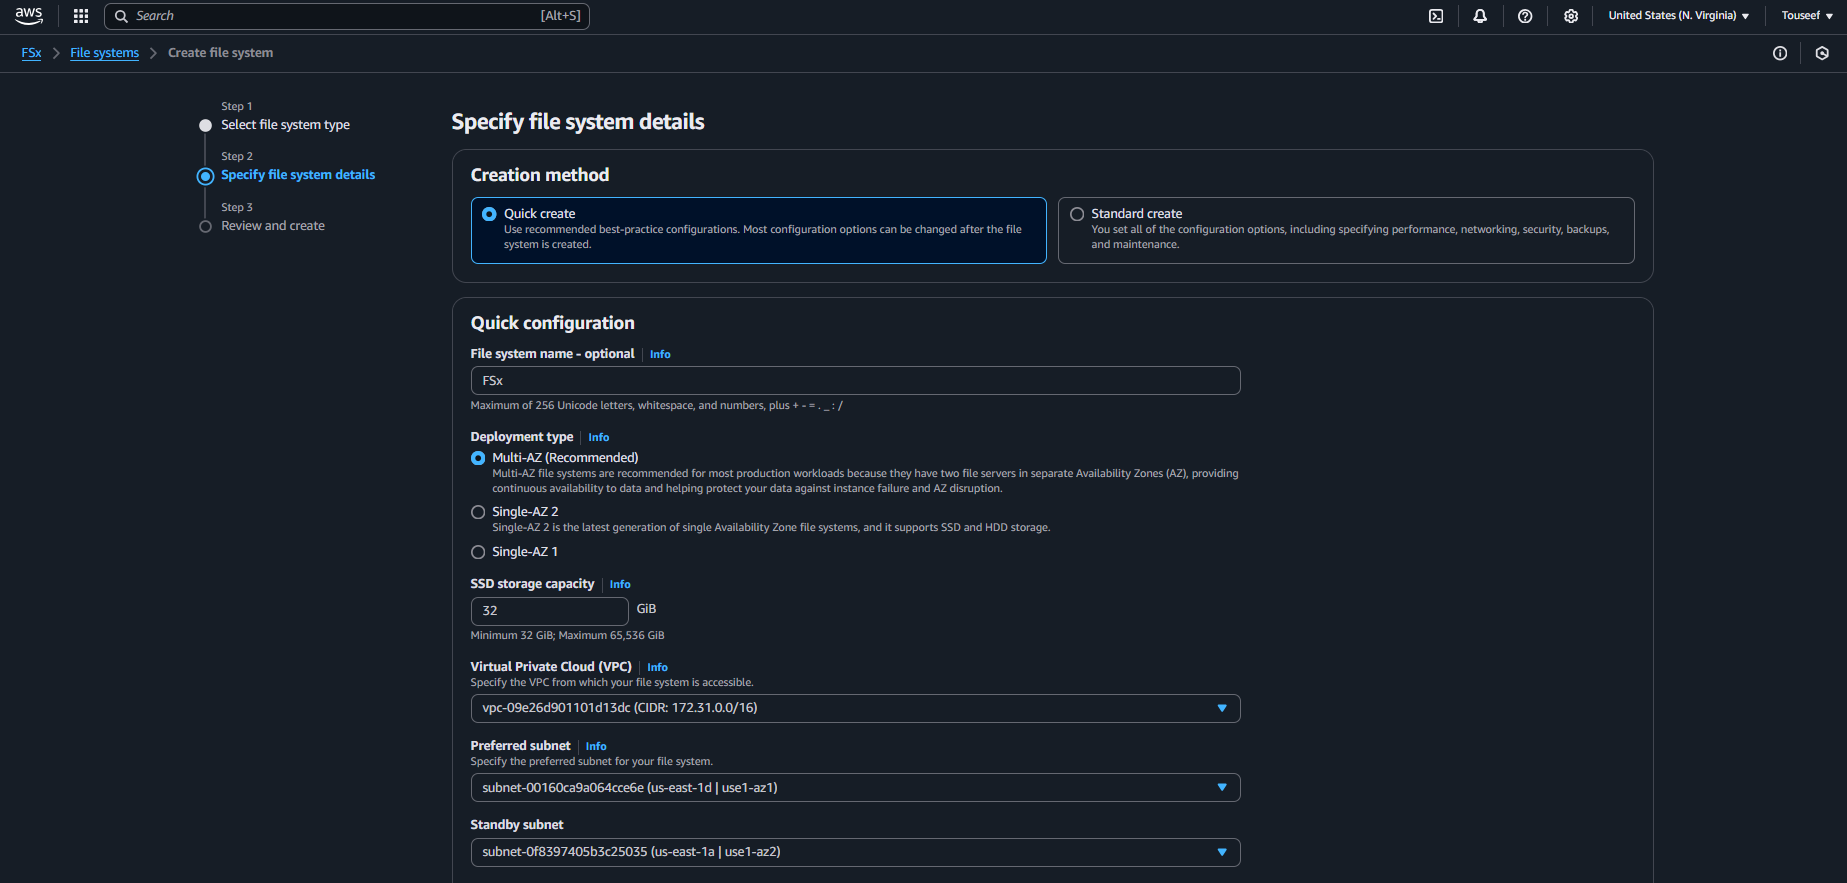 aws
Search [Alt+S]
United States (N. Virginia)
Touseef
FSx
File systems
Create file system
Step 1
Select file system type
Step 2
Specify file system details
Step 3
Review and create
Specify file system details
Creation method
Quick create
Use recommended best-practice configurations. Most configuration options can be changed after the file
system is created.
Standard create
You set all of the configuration options, including specifying performance, networking, security, backups,
and maintenance.
Quick configuration
File system name - optional
Info
FSx
Maximum of 256 Unicode letters, whitespace, and numbers, plus + - = . _ : /
Deployment type
Info
Multi-AZ (Recommended)
Multi-AZ file systems are recommended for most production workloads because they have two file servers in separate Availability Zones (AZ), providing
continuous availability to data and helping protect your data against instance failure and AZ disruption.
Single-AZ 2
Single-AZ 2 is the latest generation of single Availability Zone file systems, and it supports SSD and HDD storage.
Single-AZ 1
SSD storage capacity
Info
32
GiB
Minimum 32 GiB; Maximum 65,536 GiB
Virtual Private Cloud (VPC)
Info
Specify the VPC from which your file system is accessible.
vpc-09e26d901101d13dc (CIDR: 172.31.0.0/16)
Preferred subnet
Info
Specify the preferred subnet for your file system.
subnet-00160ca9a064cce6e (us-east-1d | use1-az1)
Standby subnet
subnet-0f8397405b3c25035 (us-east-1a | use1-az2)